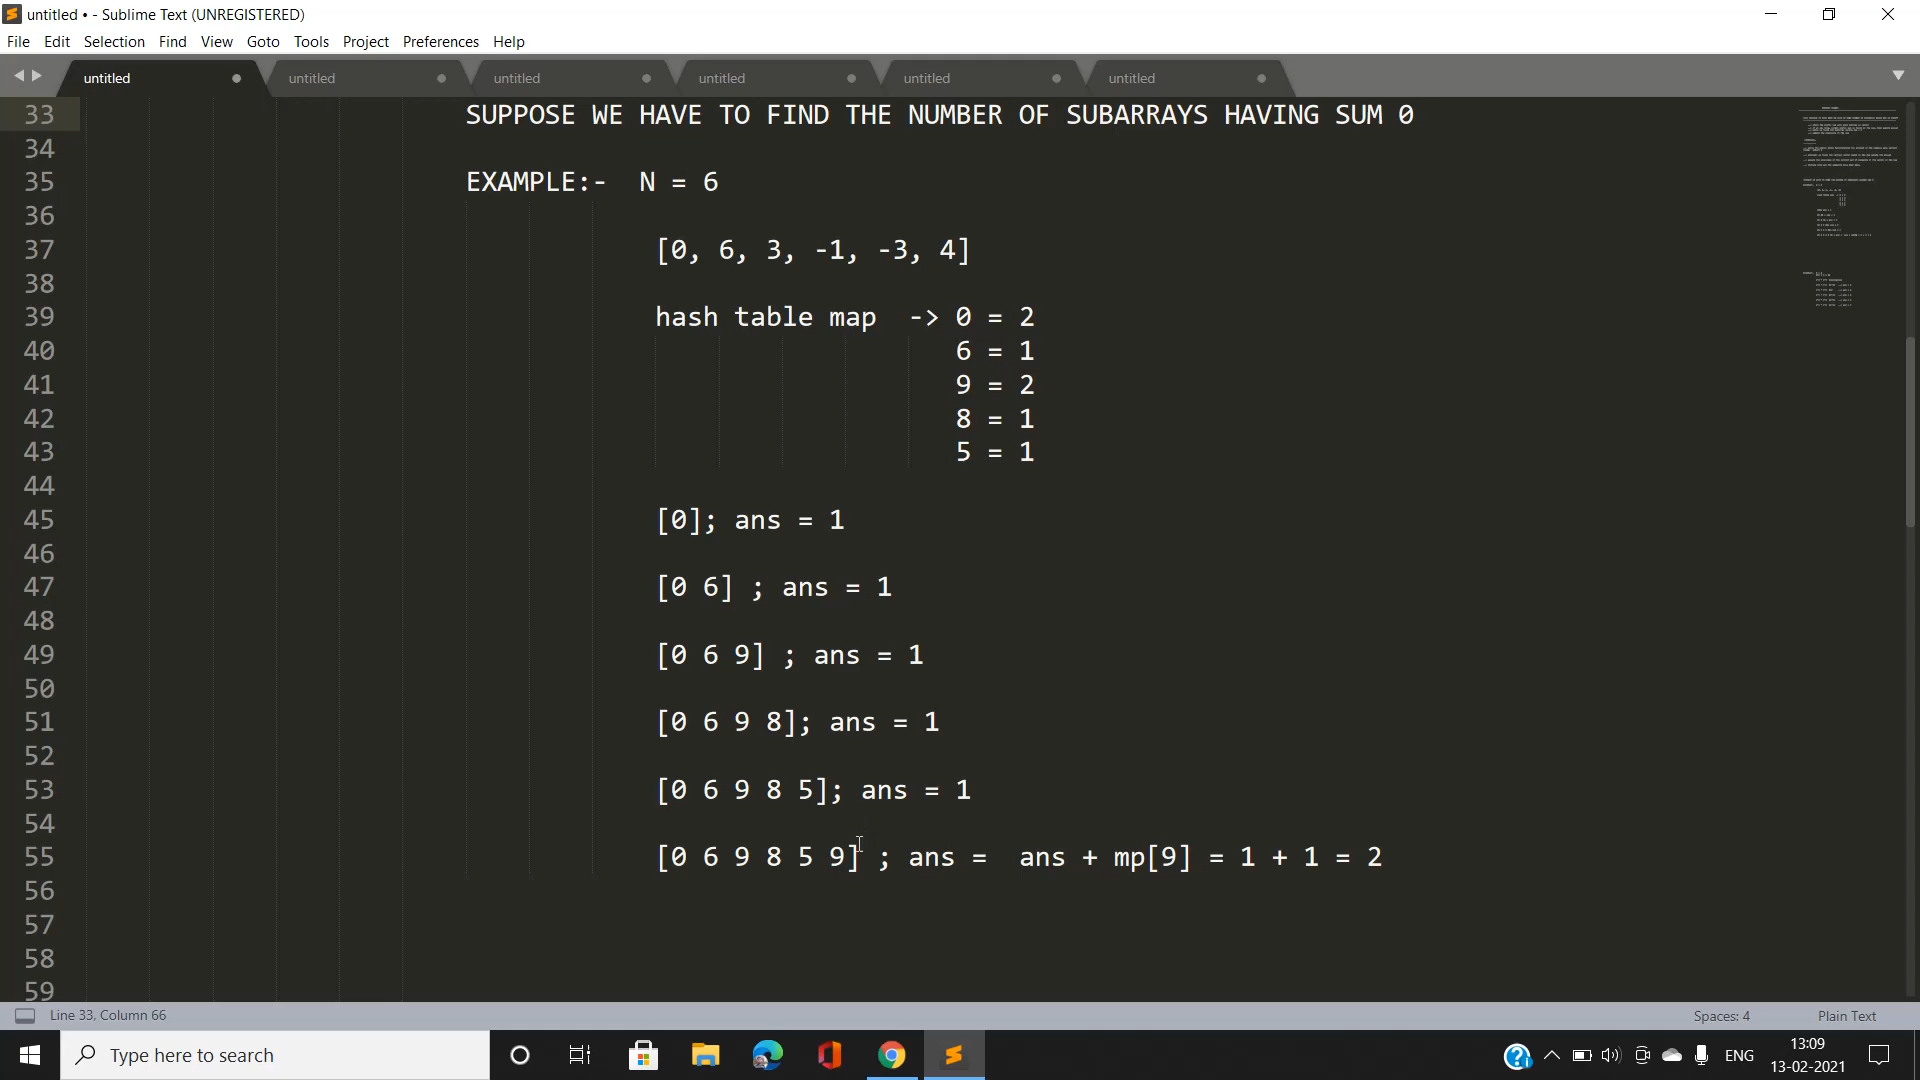 untitled • - Sublime Text (UNREGISTERED)
File Edit Selection Find View Goto Tools Project Preferences Help
untitled untitled untitled untitled untitled untitled
33 SUPPOSE WE HAVE TO FIND THE NUMBER OF SUBARRAYS HAVING SUM 0
34
35 EXAMPLE:- N = 6
36
37 [0, 6, 3, -1, -3, 4]
38
39 hash table map -> 0 = 2
40 6 = 1
41 9 = 2
42 8 = 1
43 5 = 1
44
45 [0]; ans = 1
46
47 [0 6] ; ans = 1
48
49 [0 6 9] ; ans = 1
50
51 [0 6 9 8]; ans = 1
52
53 [0 6 9 8 5]; ans = 1
54
55 [0 6 9 8 5 9] ; ans = ans + mp[9] = 1 + 1 = 2
56
57
58
59
Line 33, Column 66 Spaces: 4 Plain Text
Type here to search ENG 13:09
13-02-2021